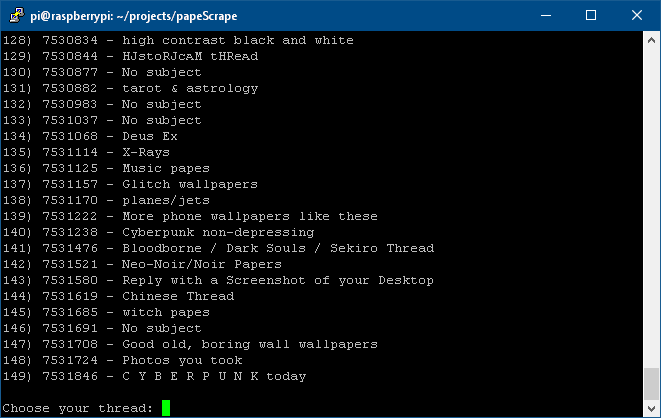 pi@raspberrypi: ~/projects/papeScrape
128) 7530834 - high contrast black and white
129) 7530844 - HJstoRJcAM tHReAd
130) 7530877 - No subject
131) 7530882 - tarot & astrology
132) 7530983 - No subject
133) 7531037 - No subject
134) 7531068 - Deus Ex
135) 7531114 - X-Rays
136) 7531125 - Music papes
137) 7531157 - Glitch wallpapers
138) 7531170 - planes/jets
139) 7531222 - More phone wallpapers like these
140) 7531238 - Cyberpunk non-depressing
141) 7531476 - Bloodborne / Dark Souls / Sekiro Thread
142) 7531521 - Neo-Noir/Noir Papers
143) 7531580 - Reply with a Screenshot of your Desktop
144) 7531619 - Chinese Thread
145) 7531685 - witch papes
146) 7531691 - No subject
147) 7531708 - Good old, boring wall wallpapers
148) 7531724 - Photos you took
149) 7531846 - C Y B E R P U N K today
Choose your thread: